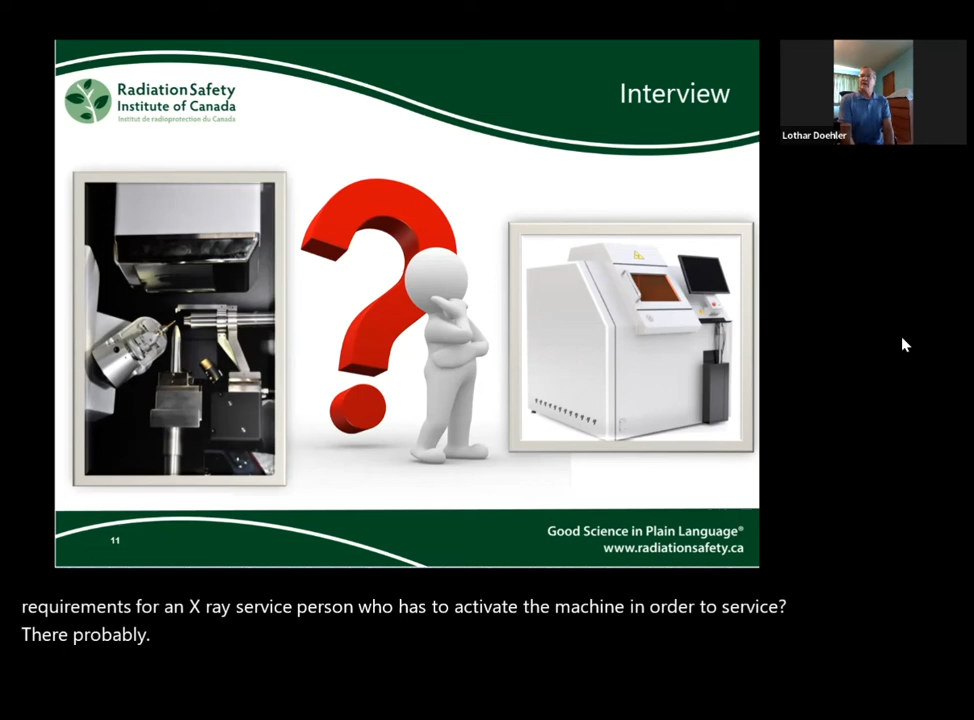 Radiation Safety
Institute of Canada
Institut de radioprotection du Canada
Interview
Lothar Doehler
11
Good Science in Plain Language®
www.radiationsafety.ca
requirements for an X ray service person who has to activate the machine in order to service?
There probably.